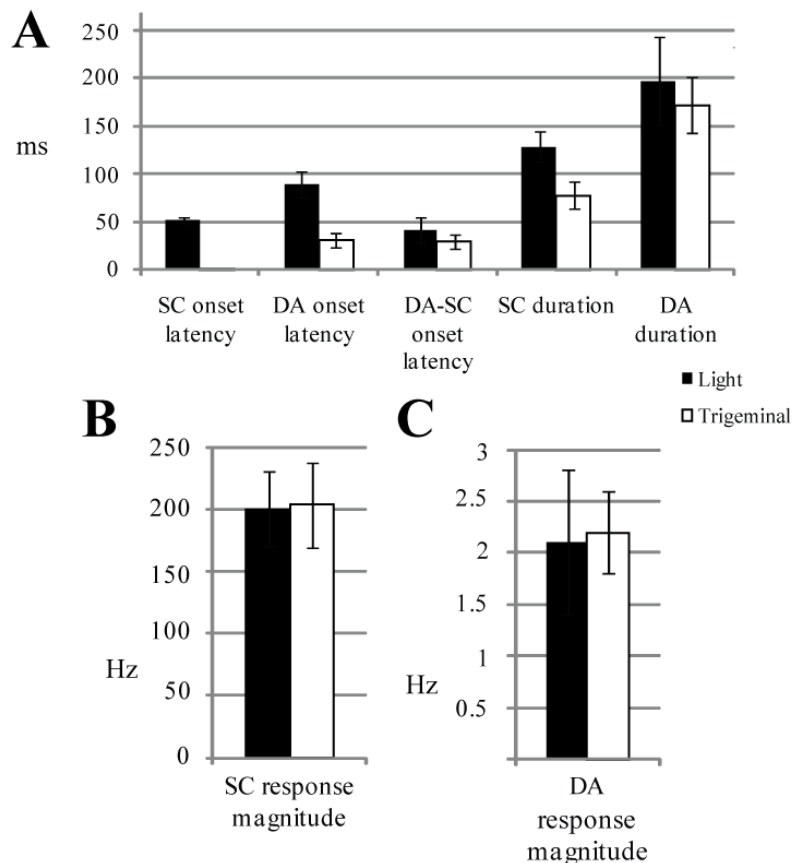 A
250
200
150
100
50
0
ms
SC onset
latency
DA onset
latency
DA-SC
onset
latency
SC duration
DA
duration
Light
Trigeminal
B
250
200
150
100
50
0
Hz
SC response
magnitude
C
3
2.5
2
1.5
1
0.5
Hz
DA
response
magnitude